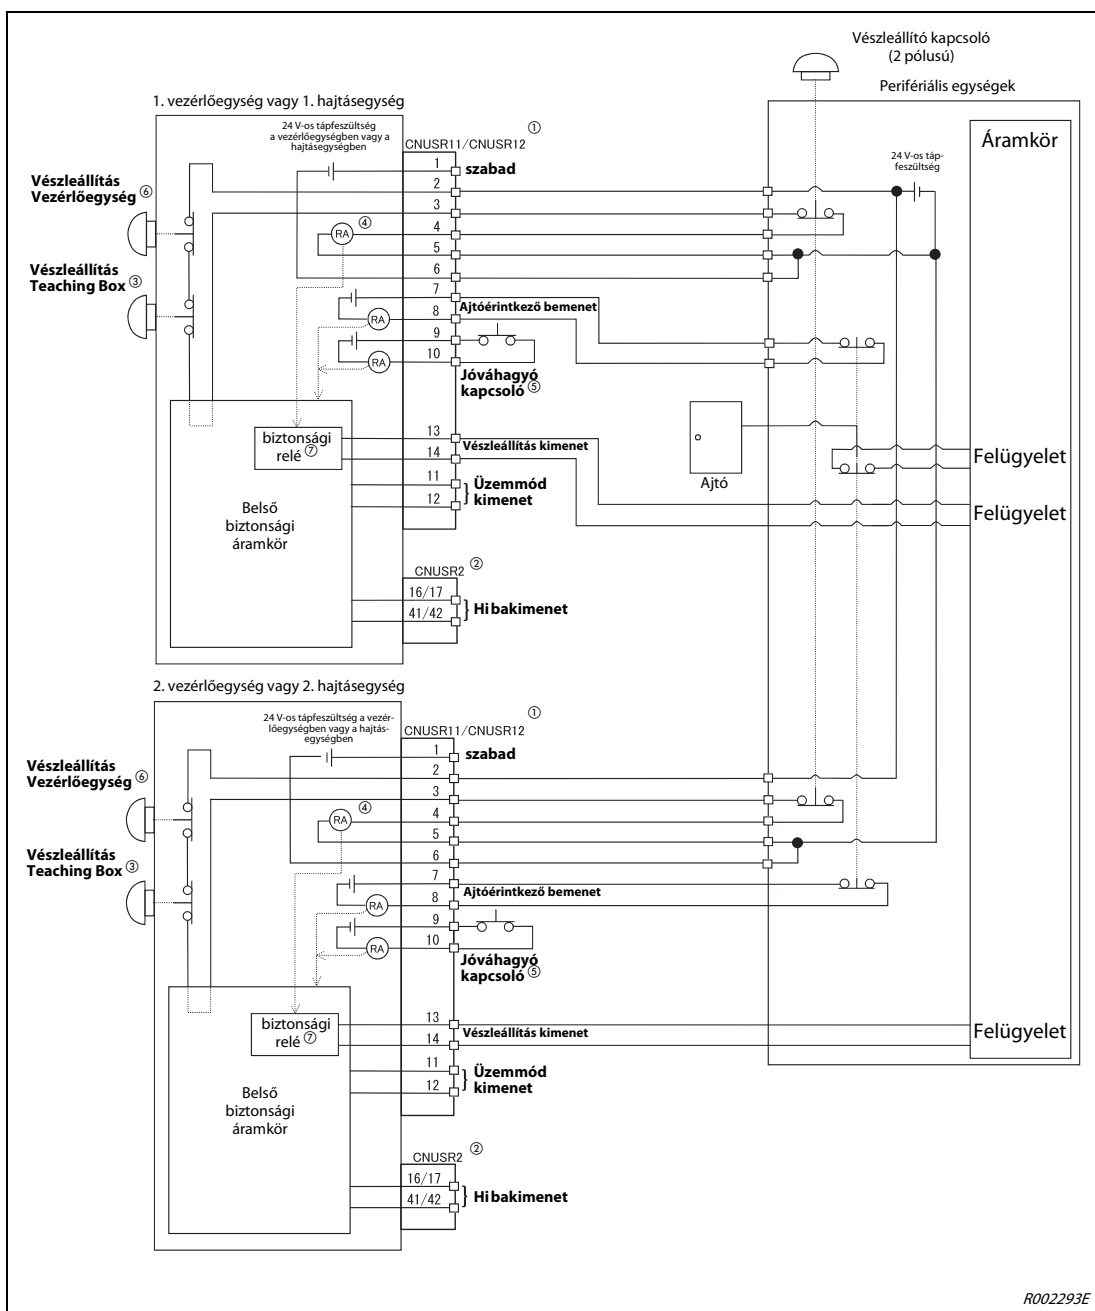 Vészleállító kapcsoló
(2 pólusú)
Perifériális egységek
1. vezérlőegység vagy 1. hajtásegység
24 V-os tápfeszültség
a vezérlőegységben vagy a
hajtásegységben
CNUSR11/CNUSR12 ①
Áramkör
24 V-os táp-
feszültség
1
szabad
2
3
4
5
6
7
8
9
10
Vészleállítás
Vezérlőegység ⑥
RA ④
Vészleállítás
Teaching Box ③
RA
RA
Ajtóérintkező bemenet
Jóváhagyó
kapcsoló ⑤
biztonsági
relé ⑦
13
14
11
12
Vészleállítás kimenet
Üzemmód
kimenet
Ajtó
Felügyelet
Felügyelet
Belső
biztonsági
áramkör
CNUSR2 ②
16/17
41/42
Hibakimenet
2. vezérlőegység vagy 2. hajtásegység
24 V-os tápfeszültség a vezér-
lőegységben vagy a hajtás-
egységben
CNUSR11/CNUSR12 ①
1
szabad
2
3
4
5
6
7
8
9
10
Vészleállítás
Vezérlőegység ⑥
RA ④
Vészleállítás
Teaching Box ③
RA
RA
Ajtóérintkező bemenet
Jóváhagyó
kapcsoló ⑤
biztonsági
relé ⑦
13
14
11
12
Vészleállítás kimenet
Üzemmód
kimenet
Felügyelet
Belső
biztonsági
áramkör
CNUSR2 ②
16/17
41/42
Hibakimenet
R002293E